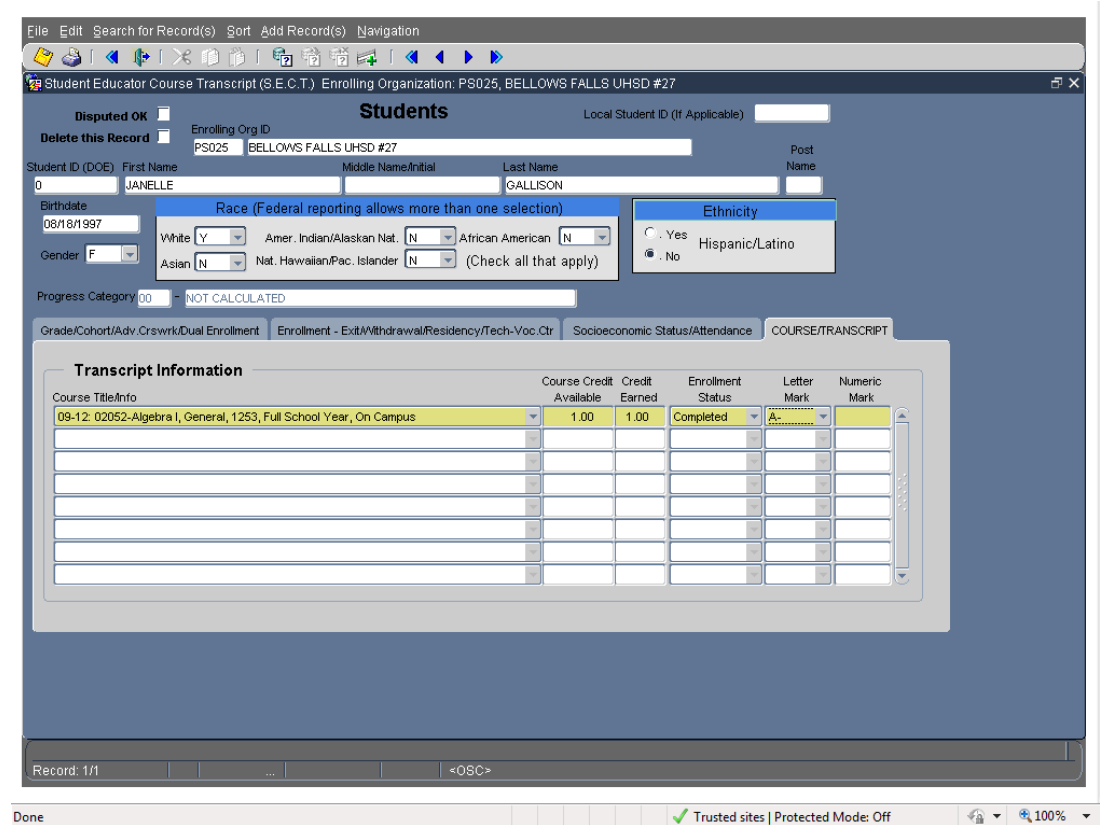 File Edit Search for Record(s) Sort Add Record(s) Navigation
Student Educator Course Transcript (S.E.C.T.) Enrolling Organization: PS025, BELLOWS FALLS UHSD #27
Disputed OK
Students
Local Student ID (If Applicable)
Delete this Record
Enrolling Org ID
PS025 BELLOWS FALLS UHSD #27
Post
Student ID (DOE) First Name Middle Name/Initial Last Name Name
0 JANELLE GALLISON
Birthdate
Race (Federal reporting allows more than one selection)
Ethnicity
08/18/1997
White Y Amer. Indian/Alaskan Nat. N African American N
. Yes
Hispanic/Latino
. No
Gender F
Asian N Nat. Hawaiian/Pac. Islander N (Check all that apply)
Progress Category 00 - NOT CALCULATED
Grade/Cohort/Adv.Crswrk/Dual Enrollment Enrollment - Exit/Withdrawal/Residency/Tech-Voc.Ctr Socioeconomic Status/Attendance COURSE/TRANSCRIPT
Transcript Information
Course Credit Credit Enrollment Letter Numeric
Course Title/Info Available Earned Status Mark Mark
09-12: 02052-Algebra I, General, 1253, Full School Year, On Campus 1.00 1.00 Completed A-
Record: 1/1 ... <OSC>
Done Trusted sites | Protected Mode: Off 100%